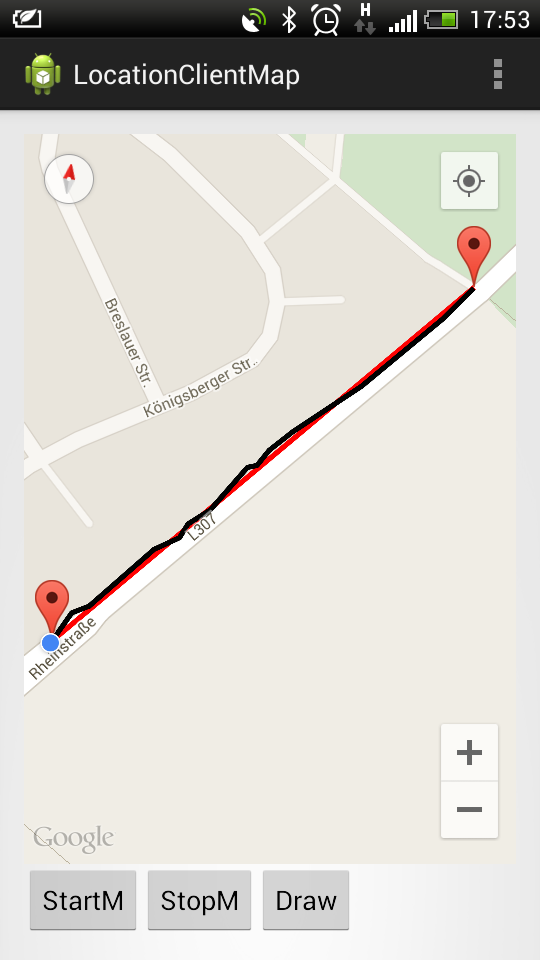 H
17:53
LocationClientMap
Breslauer Str.
Königsberger Str..
L307
Rheinstraße
Google
StartM
StopM
Draw